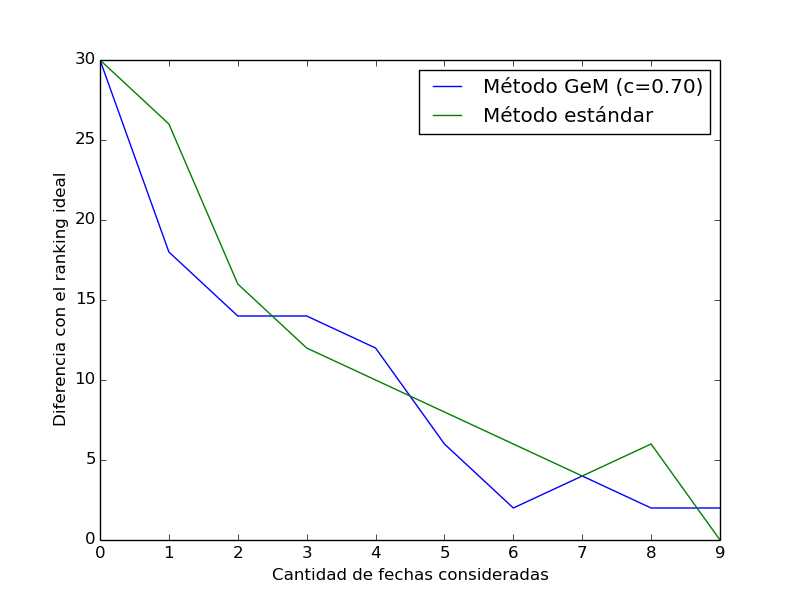 30
25
20
15
10
5
0
Diferencia con el ranking ideal
Método GeM (c=0.70)
Método estándar
0 1 2 3 4 5 6 7 8 9
Cantidad de fechas consideradas